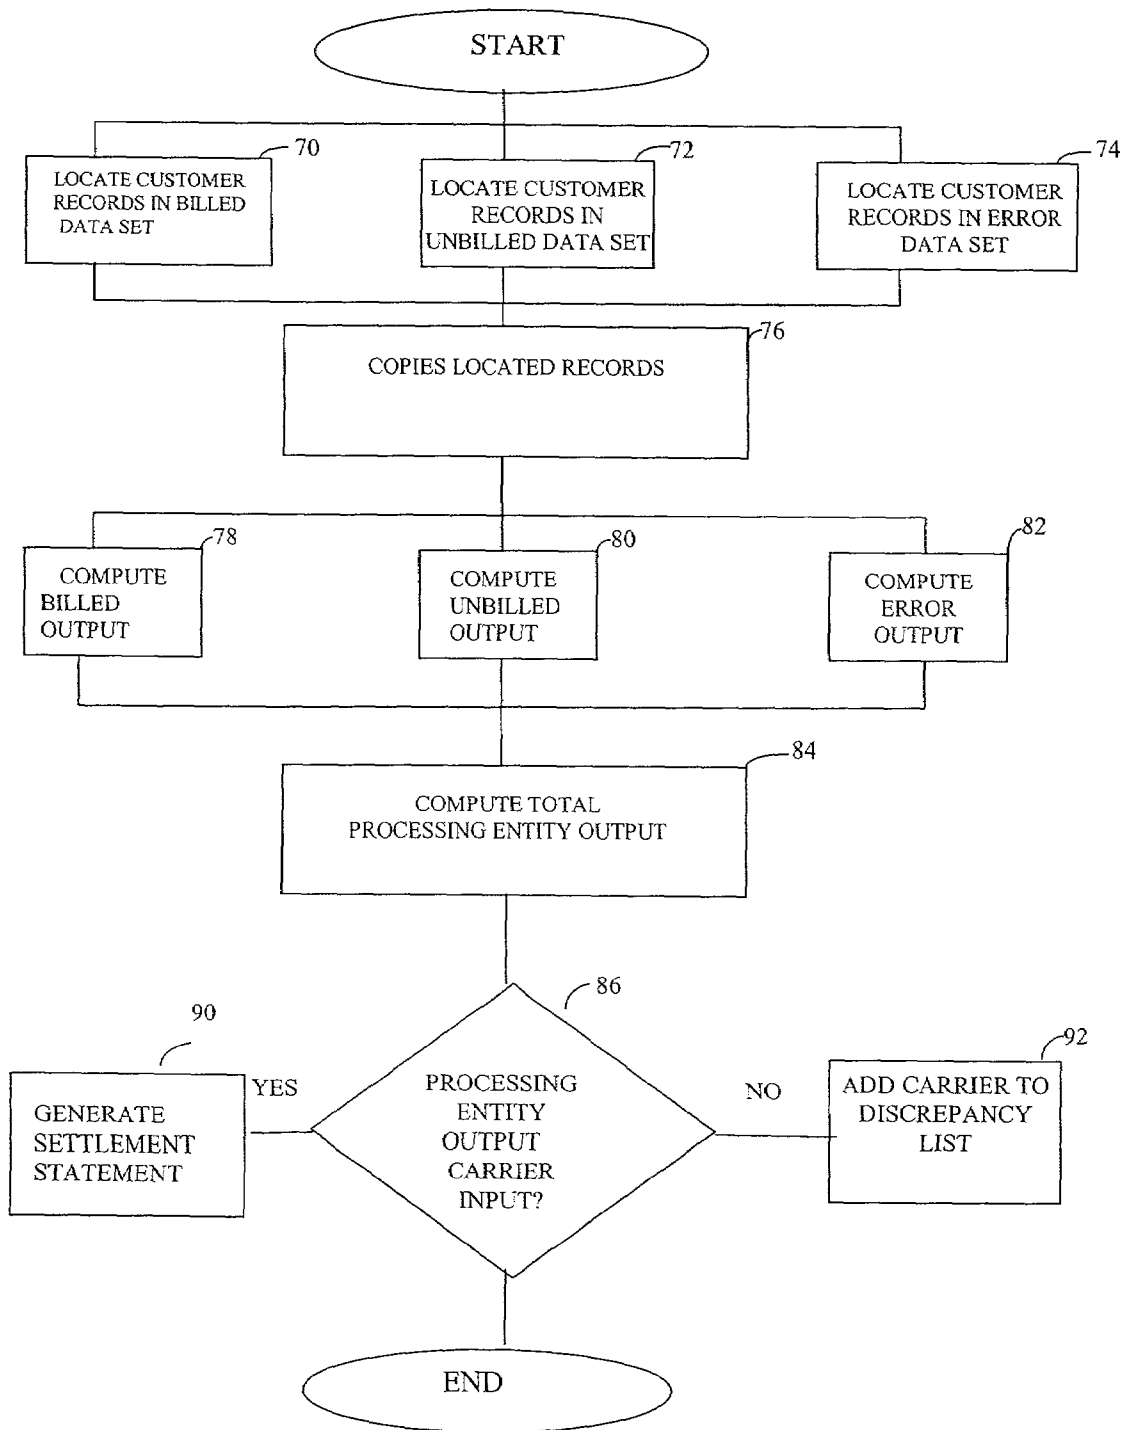 START
70
LOCATE CUSTOMER
RECORDS IN BILLED
DATA SET
72
LOCATE CUSTOMER
RECORDS IN
UNBILLED DATA SET
74
LOCATE CUSTOMER
RECORDS IN ERROR
DATA SET
76
COPIES LOCATED RECORDS
78
COMPUTE
BILLED
OUTPUT
80
COMPUTE
UNBILLED
OUTPUT
82
COMPUTE
ERROR
OUTPUT
84
COMPUTE TOTAL
PROCESSING ENTITY OUTPUT
86
PROCESSING
ENTITY
OUTPUT
CARRIER
INPUT?
90
YES
GENERATE
SETTLEMENT
STATEMENT
NO
92
ADD CARRIER TO
DISCREPANCY
LIST
END